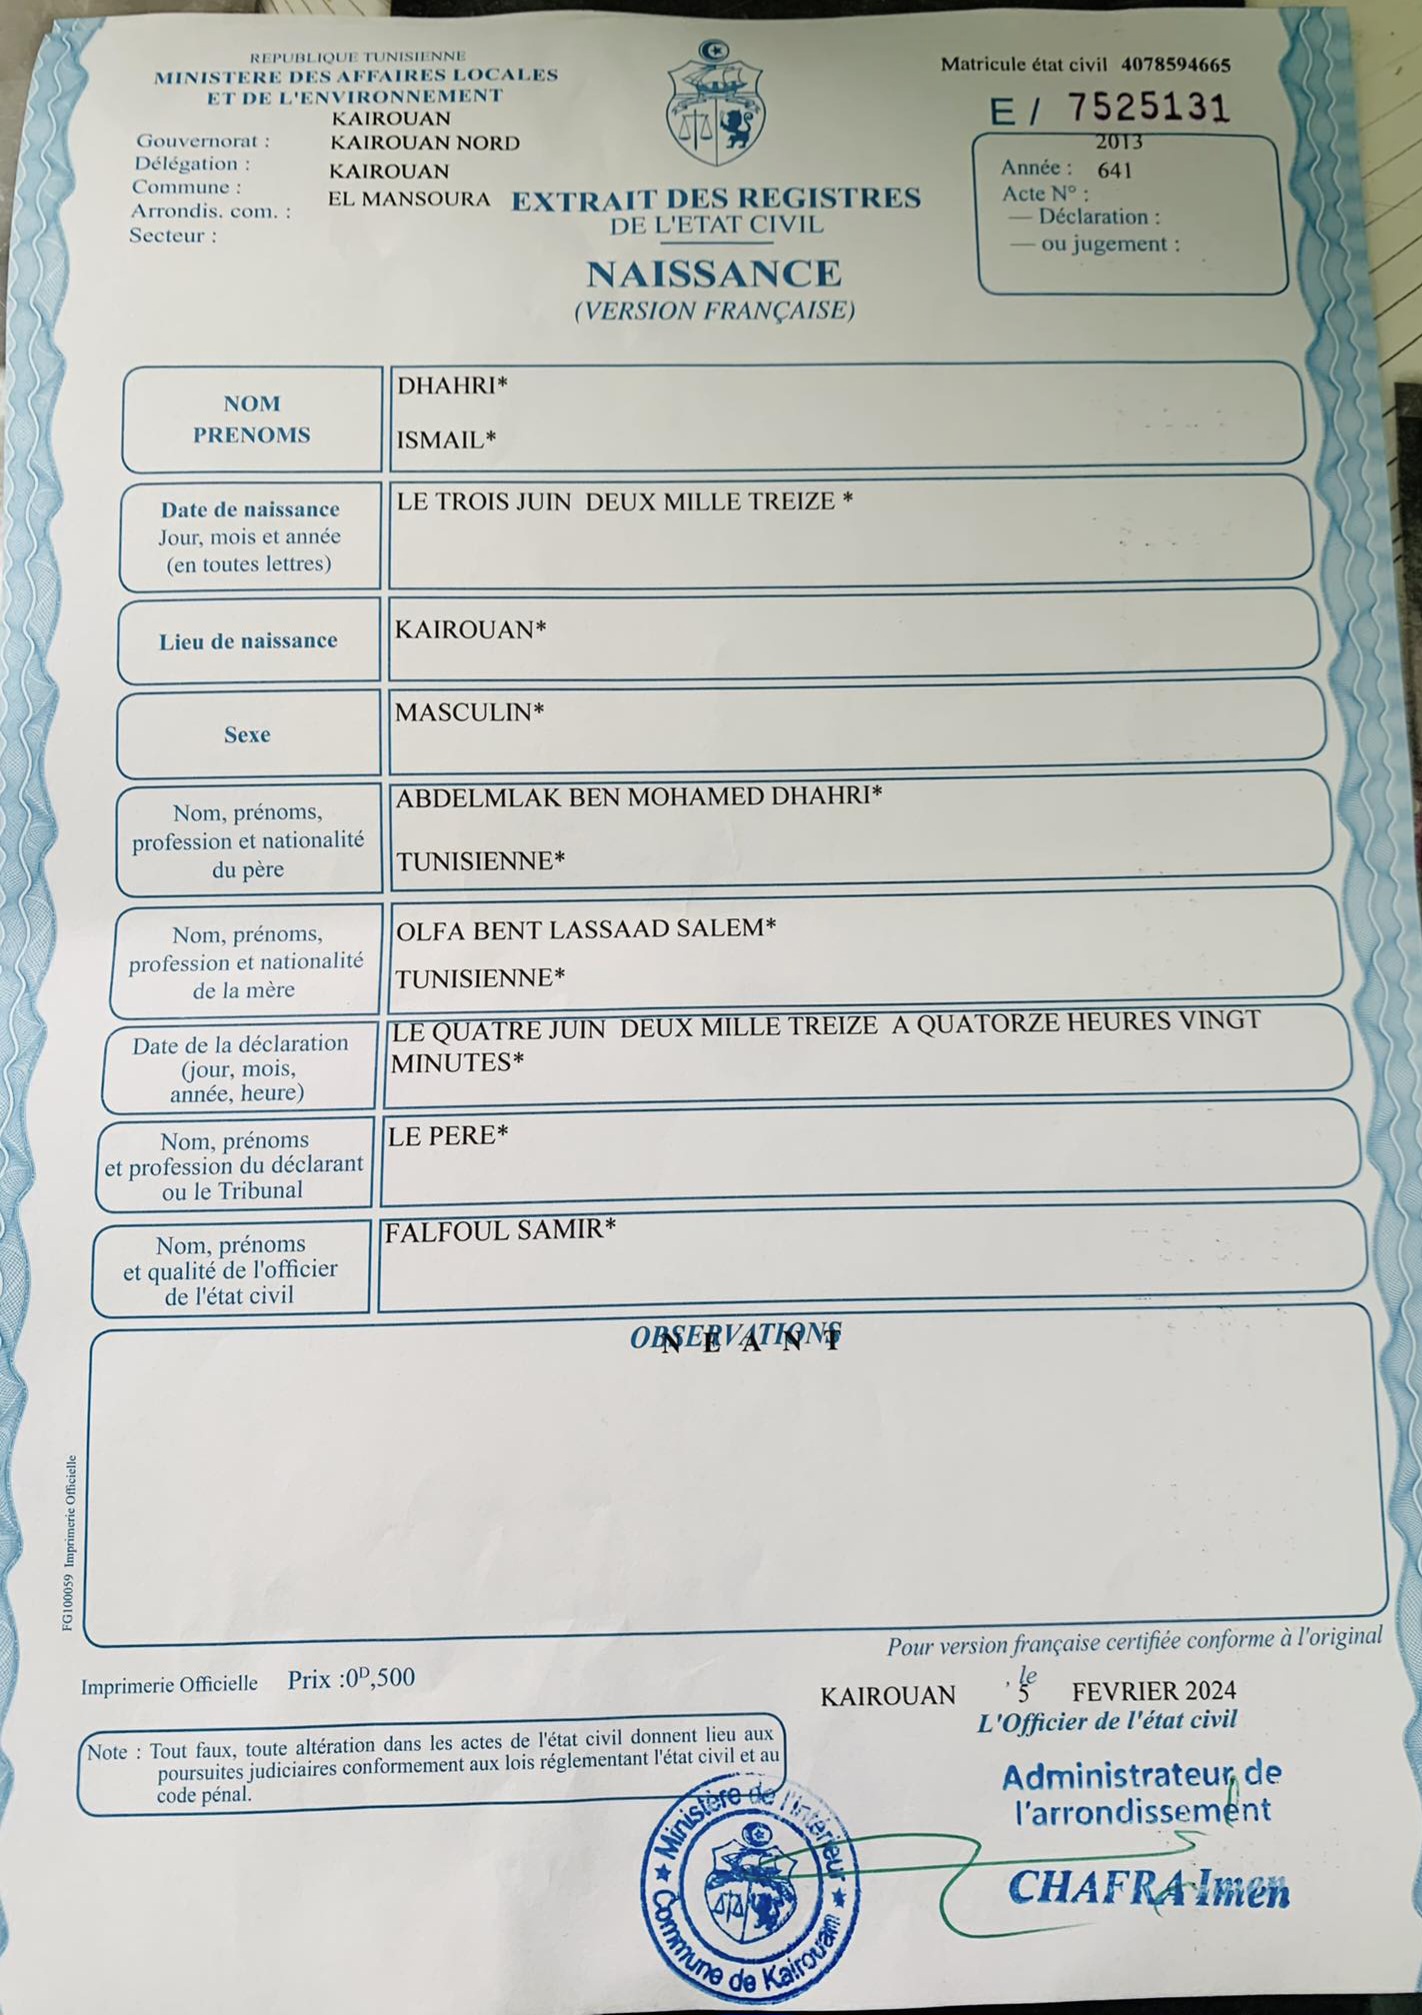 REPUBLIQUE TUNISIENNE
MINISTERE DES AFFAIRES LOCALES
ET DE L'ENVIRONNEMENT
KAIROUAN
Gouvernorat : KAIROUAN NORD
Délégation : KAIROUAN
Commune :
Arrondis. com. : EL MANSOURA
Secteur :
Matricule état civil 4078594665
E / 7525131
2013
Année : 641
Acte N° :
— Déclaration :
— ou jugement :
EXTRAIT DES REGISTRES
DE L'ETAT CIVIL
NAISSANCE
(VERSION FRANÇAISE)
NOM
PRENOMS
DHAHRI*
ISMAIL*
Date de naissance
Jour, mois et année
(en toutes lettres)
LE TROIS JUIN DEUX MILLE TREIZE *
Lieu de naissance
KAIROUAN*
Sexe
MASCULIN*
Nom, prénoms,
profession et nationalité
du père
ABDELMLAK BEN MOHAMED DHAHRI*
TUNISIENNE*
Nom, prénoms,
profession et nationalité
de la mère
OLFA BENT LASSAAD SALEM*
TUNISIENNE*
Date de la déclaration
(jour, mois,
année, heure)
LE QUATRE JUIN DEUX MILLE TREIZE A QUATORZE HEURES VINGT
MINUTES*
Nom, prénoms
et profession du déclarant
ou le Tribunal
LE PERE*
Nom, prénoms
et qualité de l'officier
de l'état civil
FALFOUL SAMIR*
OBSERVATIONS
N E A N T
FG100059 Imprimerie Officielle
Pour version française certifiée conforme à l'original
Imprimerie Officielle Prix :0ᴰ,500
KAIROUAN , le 5 FEVRIER 2024
L'Officier de l'état civil
Note : Tout faux, toute altération dans les actes de l'état civil donnent lieu aux
poursuites judiciaires conformement aux lois réglementant l'état civil et au
code pénal.
Administrateur de
l'arrondissement
CHAFRA Imen
Ministère de l'Intérieur
Commune de Kairouan